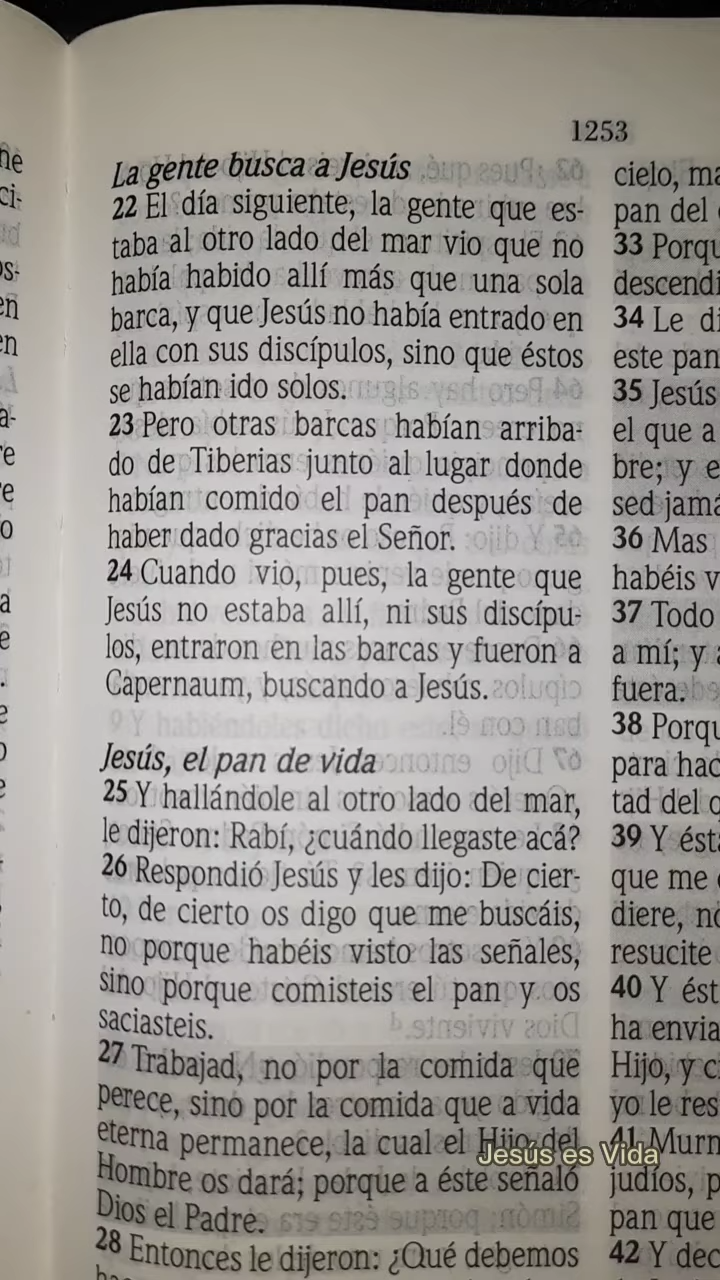 1253
La gente busca a Jesús
22 El día siguiente, la gente que es-
taba al otro lado del mar vio que no
había habido allí más que una sola
barca, y que Jesús no había entrado en
ella con sus discípulos, sino que éstos
se habían ido solos.
23 Pero otras barcas habían arriba-
do de Tiberias junto al lugar donde
habían comido el pan después de
haber dado gracias el Señor.
24 Cuando vio, pues, la gente que
Jesús no estaba allí, ni sus discípu-
los, entraron en las barcas y fueron a
Capernaum, buscando a Jesús.
Jesús, el pan de vida
25 Y hallándole al otro lado del mar,
le dijeron: Rabí, ¿cuándo llegaste acá?
26 Respondió Jesús y les dijo: De cier-
to, de cierto os digo que me buscáis,
no porque habéis visto las señales,
sino porque comisteis el pan y os
saciasteis.
27 Trabajad, no por la comida que
perece, sino por la comida que a vida
eterna permanece, la cual el Hijo del
Hombre os dará; porque a éste señaló
Dios el Padre.
28 Entonces le dijeron: ¿Qué debemos
cielo,
pan del
33
34 Le
este pan
35 Jesús
el que a
bre; y
sed
36 Mas
habéis
37 Todo
a mí; y
fuera.
38
para
tad del
39 Y
que me
diere,
resucite
40 Y
ha
Hijo, y
yo le
41
judíos,
pan que
42 Y
Jesús es Vida